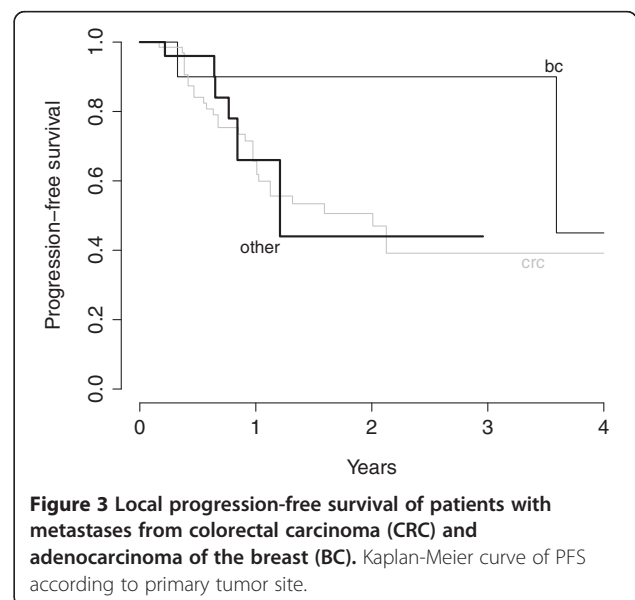 1.0
0.8
0.6
0.4
0.2
0.0
Progression–free survival
bc
other
crc
0
1
2
3
4
Years
Figure 3 Local progression-free survival of patients with
metastases from colorectal carcinoma (CRC) and
adenocarcinoma of the breast (BC). Kaplan-Meier curve of PFS
according to primary tumor site.